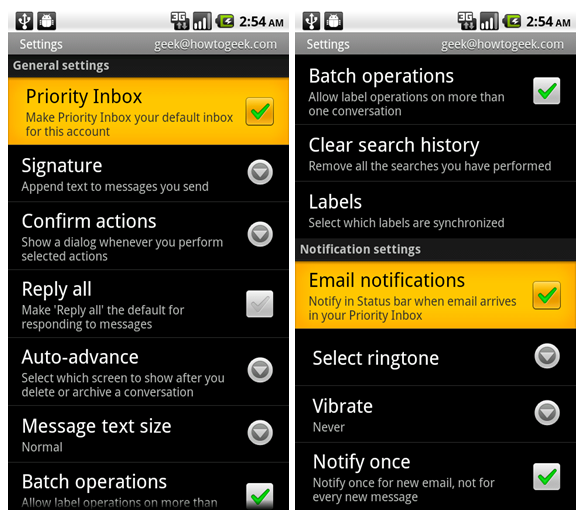 3G
2:54 AM
Settings
geek@howtogeek.com
General settings
Priority Inbox
Make Priority Inbox your default inbox
for this account
Signature
Append text to messages you send
Confirm actions
Show a dialog whenever you perform
selected actions
Reply all
Make 'Reply all' the default for
responding to messages
Auto-advance
Select which screen to show after you
delete or archive a conversation
Message text size
Normal
Batch operations
Allow label operations on more than
3G
2:54 AM
Settings
geek@howtogeek.com
Batch operations
Allow label operations on more than
one conversation
Clear search history
Remove all the searches you have performed
Labels
Select which labels are synchronized
Notification settings
Email notifications
Notify in Status bar when email arrives
in your Priority Inbox
Select ringtone
Vibrate
Never
Notify once
Notify once for new email, not for
every new message